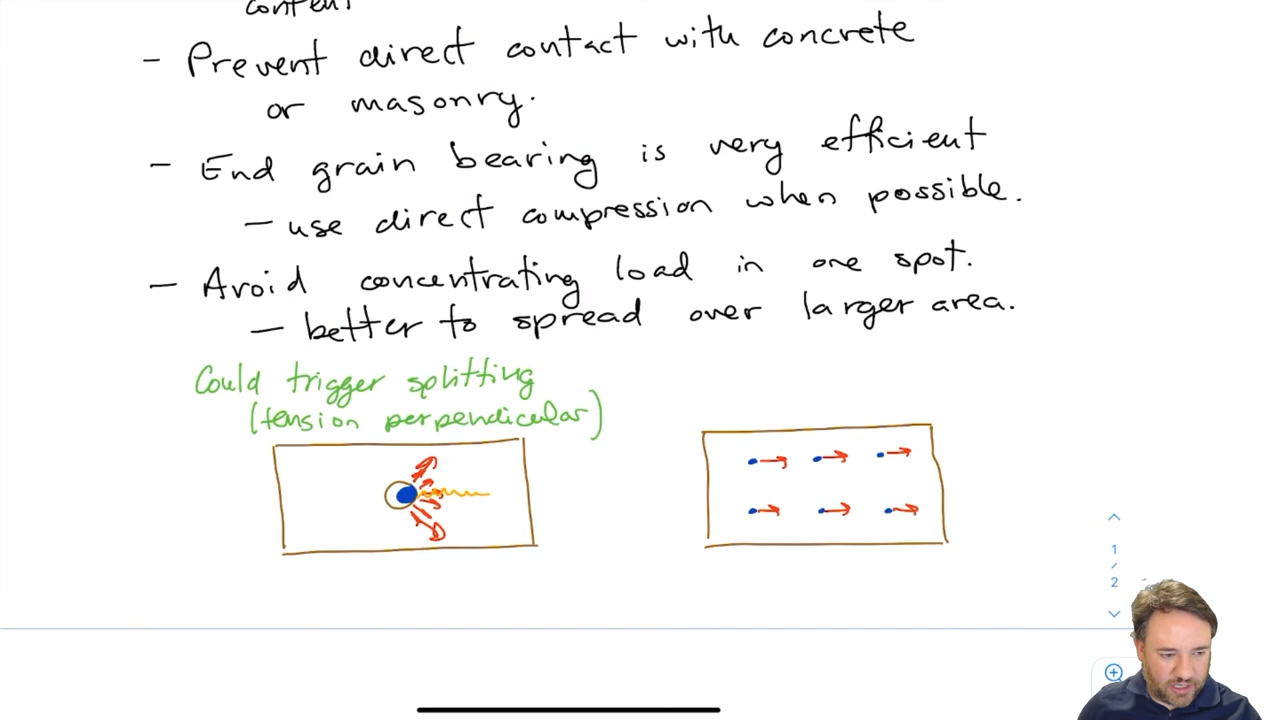 content
- Prevent direct contact with concrete
or masonry.
- End grain bearing is very efficient
- use direct compression when possible.
- Avoid concentrating load in one spot.
- better to spread over larger area.
Could trigger splitting
(tension perpendicular)
1
/
2